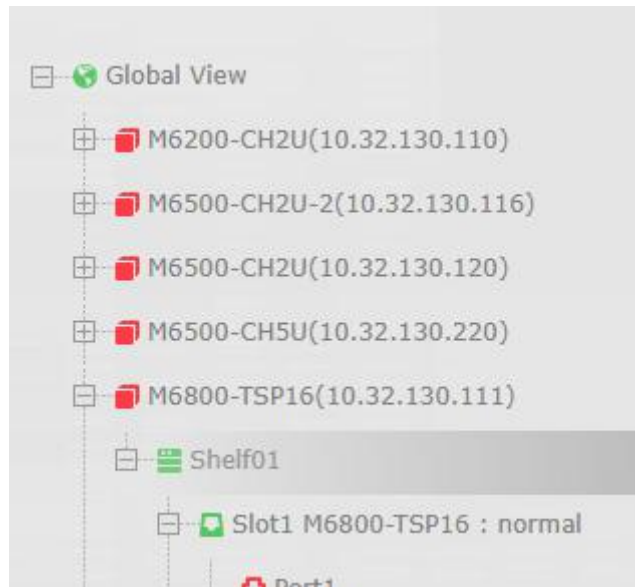 Global View
M6200-CH2U(10.32.130.110)
M6500-CH2U-2(10.32.130.116)
M6500-CH2U(10.32.130.120)
M6500-CH5U(10.32.130.220)
M6800-TSP16(10.32.130.111)
Shelf01
Slot1 M6800-TSP16 : normal
Port1